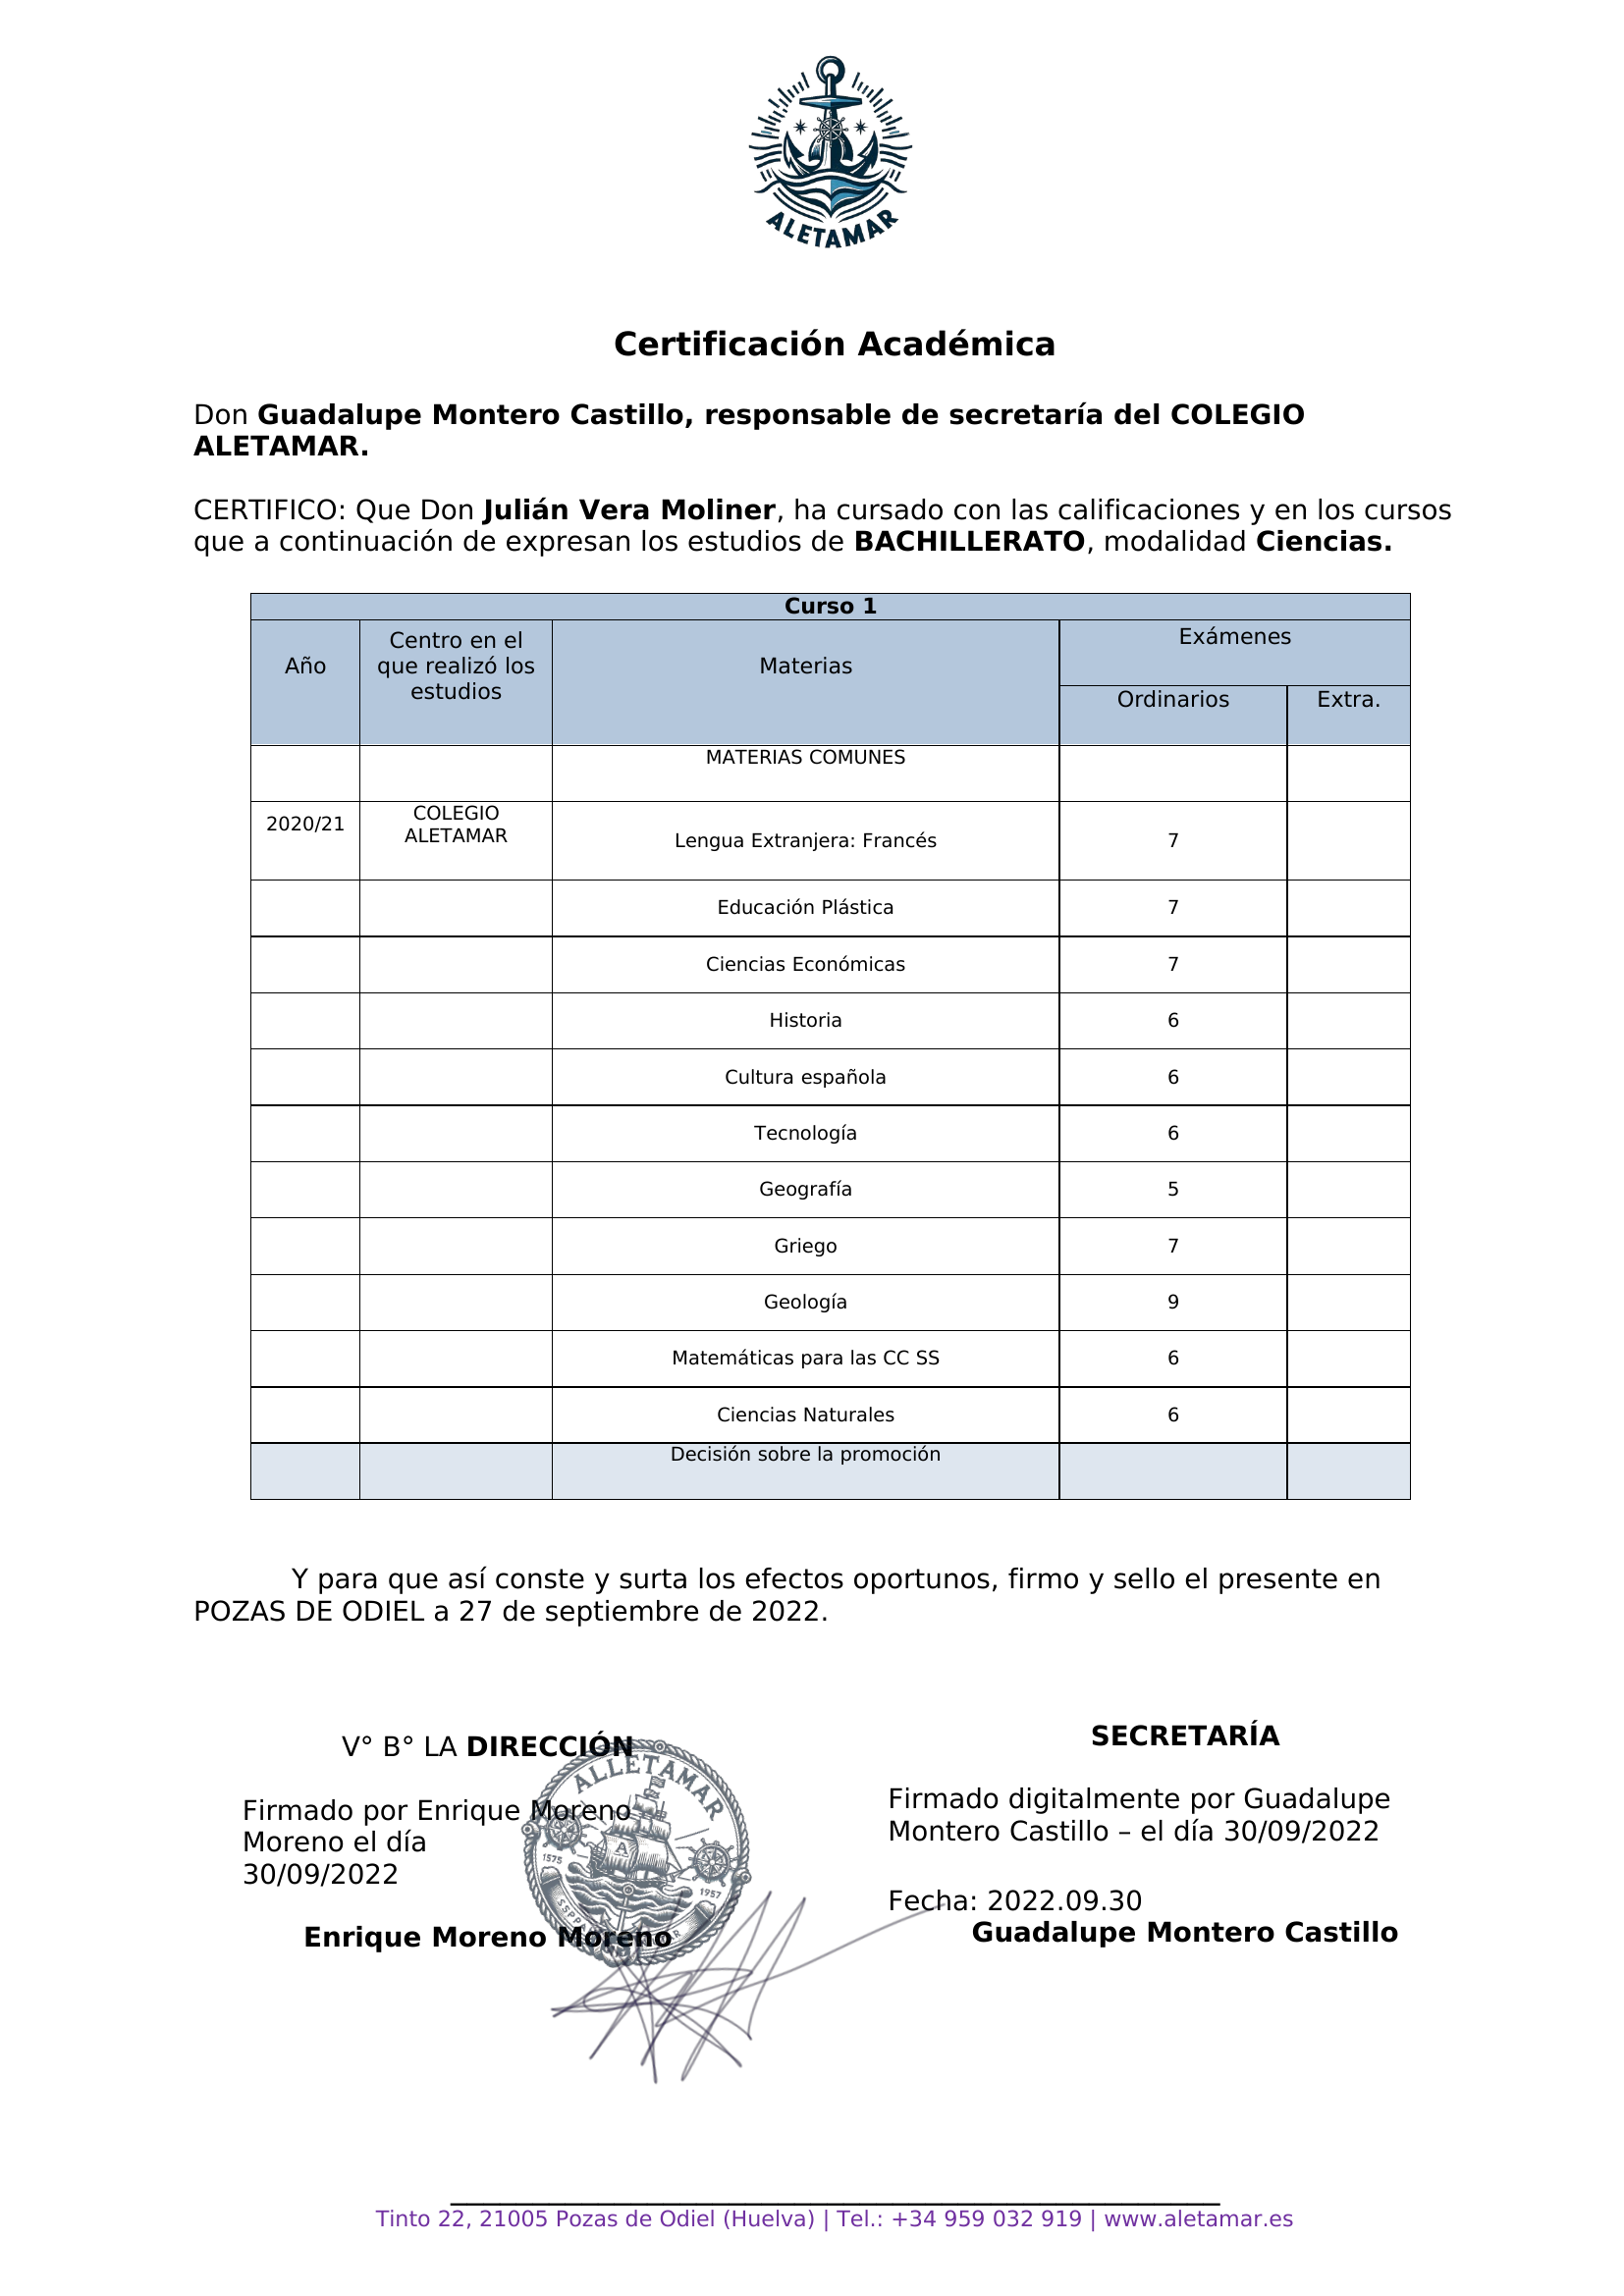 ALETAMAR
Certificación Académica
Don Guadalupe Montero Castillo, responsable de secretaría del COLEGIO
ALETAMAR.
CERTIFICO: Que Don Julián Vera Moliner, ha cursado con las calificaciones y en los cursos
que a continuación de expresan los estudios de BACHILLERATO, modalidad Ciencias.
Curso 1
Año
Centro en el
que realizó los
estudios
Materias
Exámenes
Ordinarios
Extra.
MATERIAS COMUNES
2020/21
COLEGIO
ALETAMAR
Lengua Extranjera: Francés 7
Educación Plástica 7
Ciencias Económicas 7
Historia 6
Cultura española 6
Tecnología 6
Geografía 5
Griego 7
Geología 9
Matemáticas para las CC SS 6
Ciencias Naturales 6
Decisión sobre la promoción
Y para que así conste y surta los efectos oportunos, firmo y sello el presente en
POZAS DE ODIEL a 27 de septiembre de 2022.
V° B° LA DIRECCIÓN
Firmado por Enrique Moreno
Moreno el día
30/09/2022
Enrique Moreno Moreno
ALLETAMAR
A
1575
1957
SECRETARÍA
Firmado digitalmente por Guadalupe
Montero Castillo – el día 30/09/2022
Fecha: 2022.09.30
Guadalupe Montero Castillo
Tinto 22, 21005 Pozas de Odiel (Huelva) | Tel.: +34 959 032 919 | www.aletamar.es